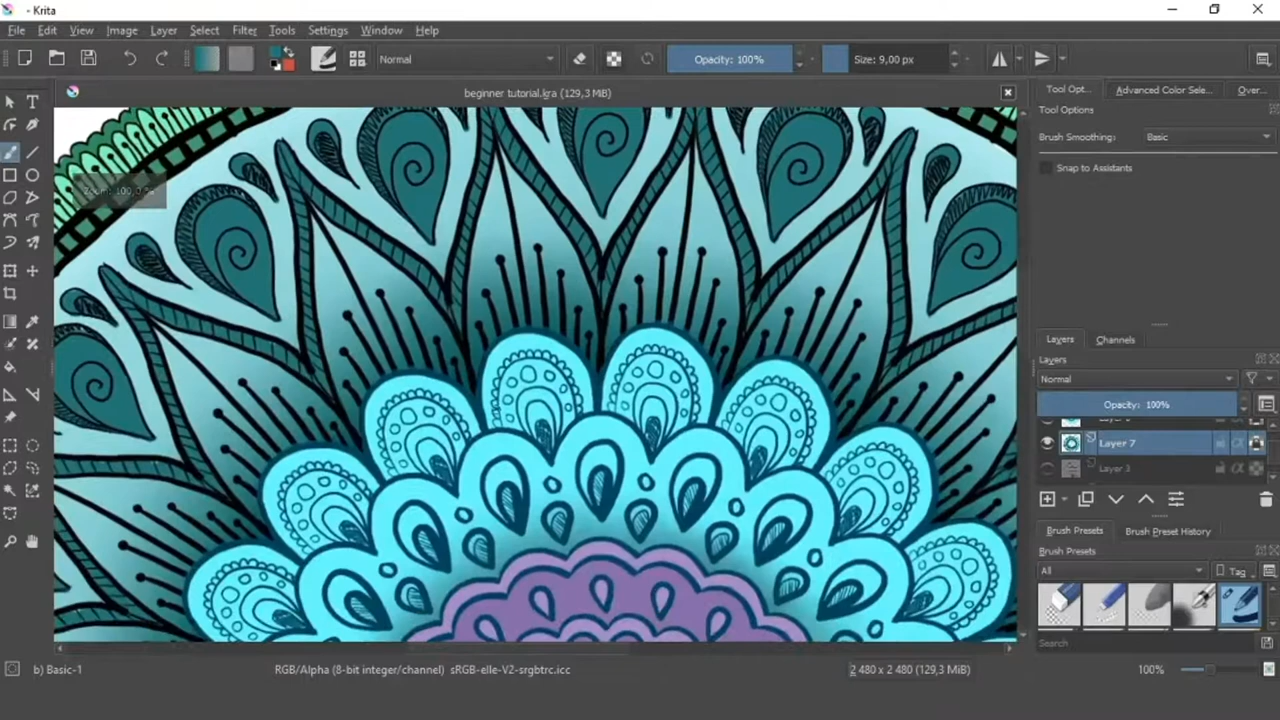 - Krita
File Edit View Image Layer Select Filter Tools Settings Window Help
Normal Opacity: 100% Size: 9,00 px
beginner tutorial.kra (129,3 MiB)
Tool Opt... Advanced Color Sele... Over...
Tool Options
Brush Smoothing: Basic
Snap to Assistants
Zoom: 100,0 %
Layers Channels
Layers
Normal
Opacity: 100%
Layer 7
Layer 3
Brush Presets Brush Preset History
Brush Presets
All Tag
Search
b) Basic-1 RGB/Alpha (8-bit integer/channel) sRGB-elle-V2-srgbtrc.icc 2 480 x 2 480 (129,3 MiB) 100%